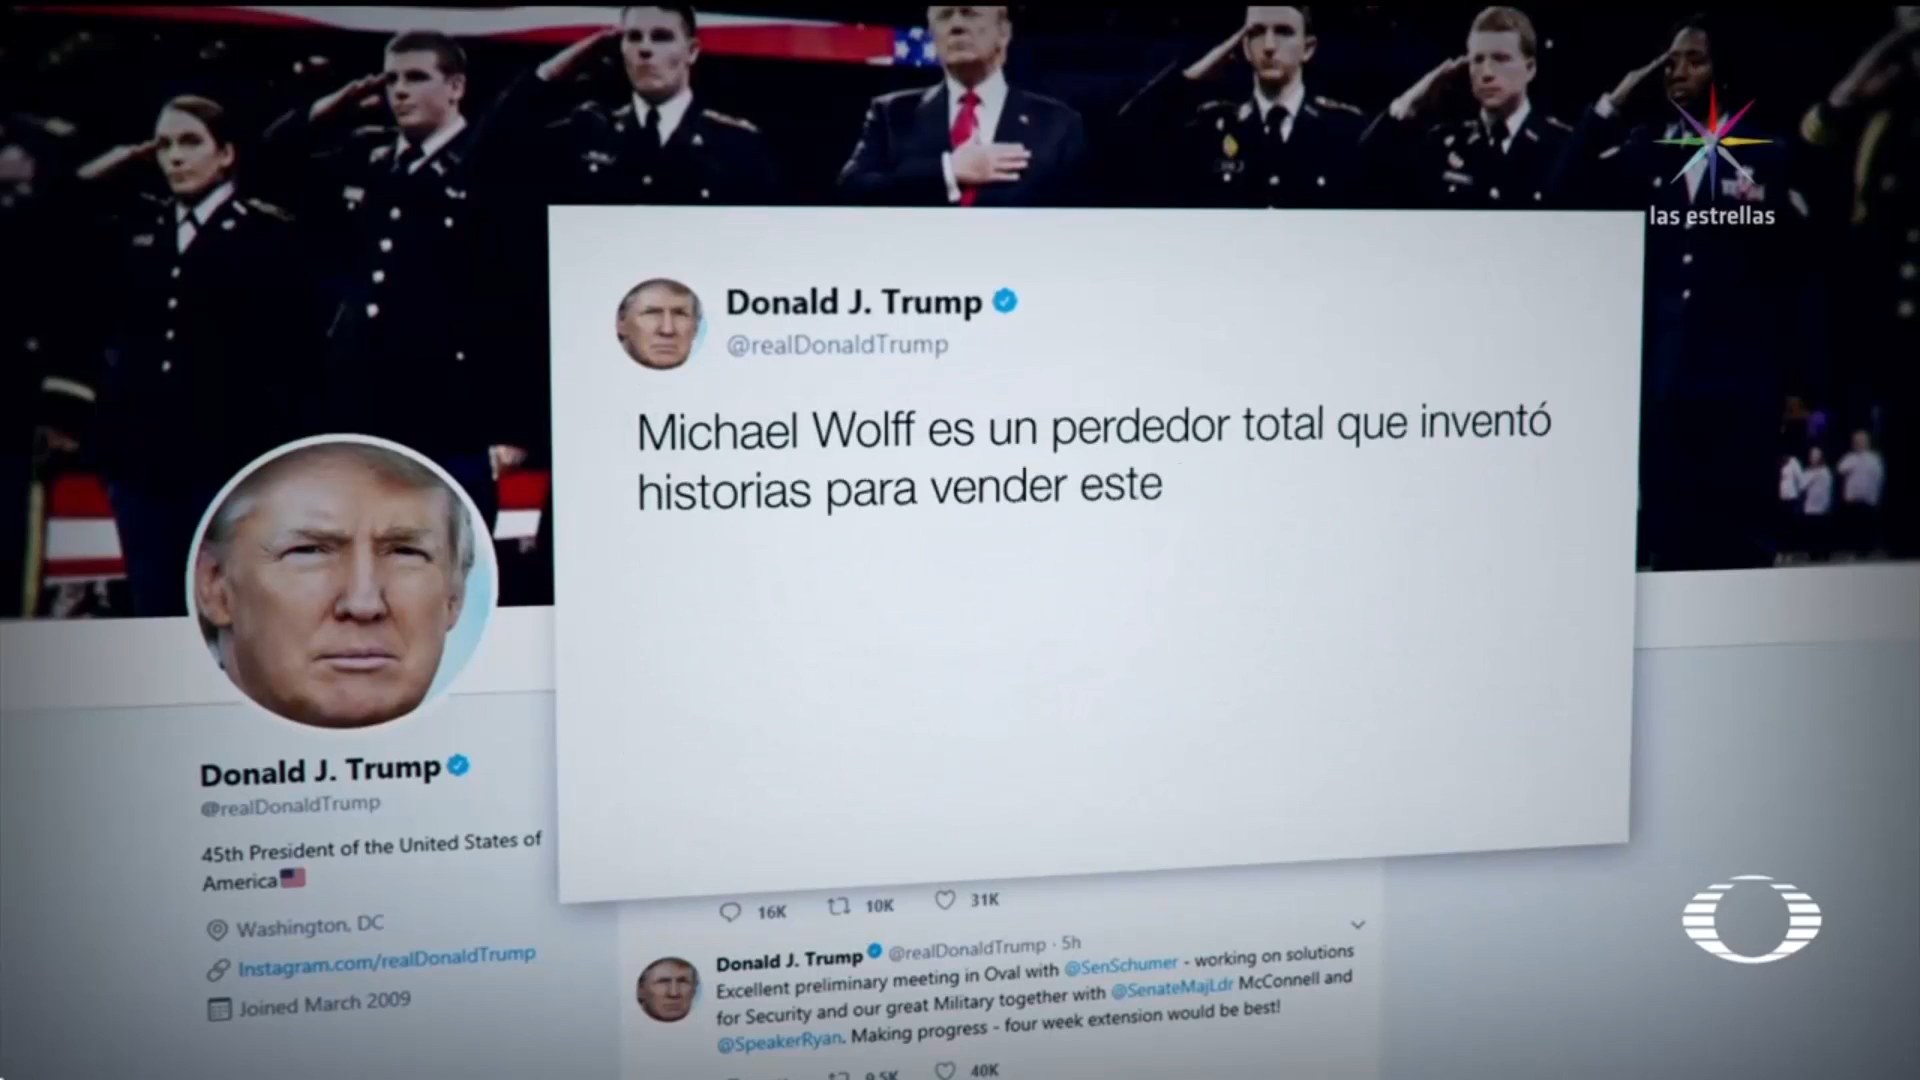 las estrellas
Donald J. Trump
@realDonaldTrump
Michael Wolff es un perdedor total que inventó
historias para vender este
Donald J. Trump
@realDonaldTrump
45th President of the United States of
America
Washington, DC
Instagram.com/realDonaldTrump
Joined March 2009
16K 10K 31K
Donald J. Trump @realDonaldTrump · 5h
Excellent preliminary meeting in Oval with @SenSchumer - working on solutions
for Security and our great Military together with @SenateMajLdr McConnell and
@SpeakerRyan. Making progress - four week extension would be best!
9.5K 40K